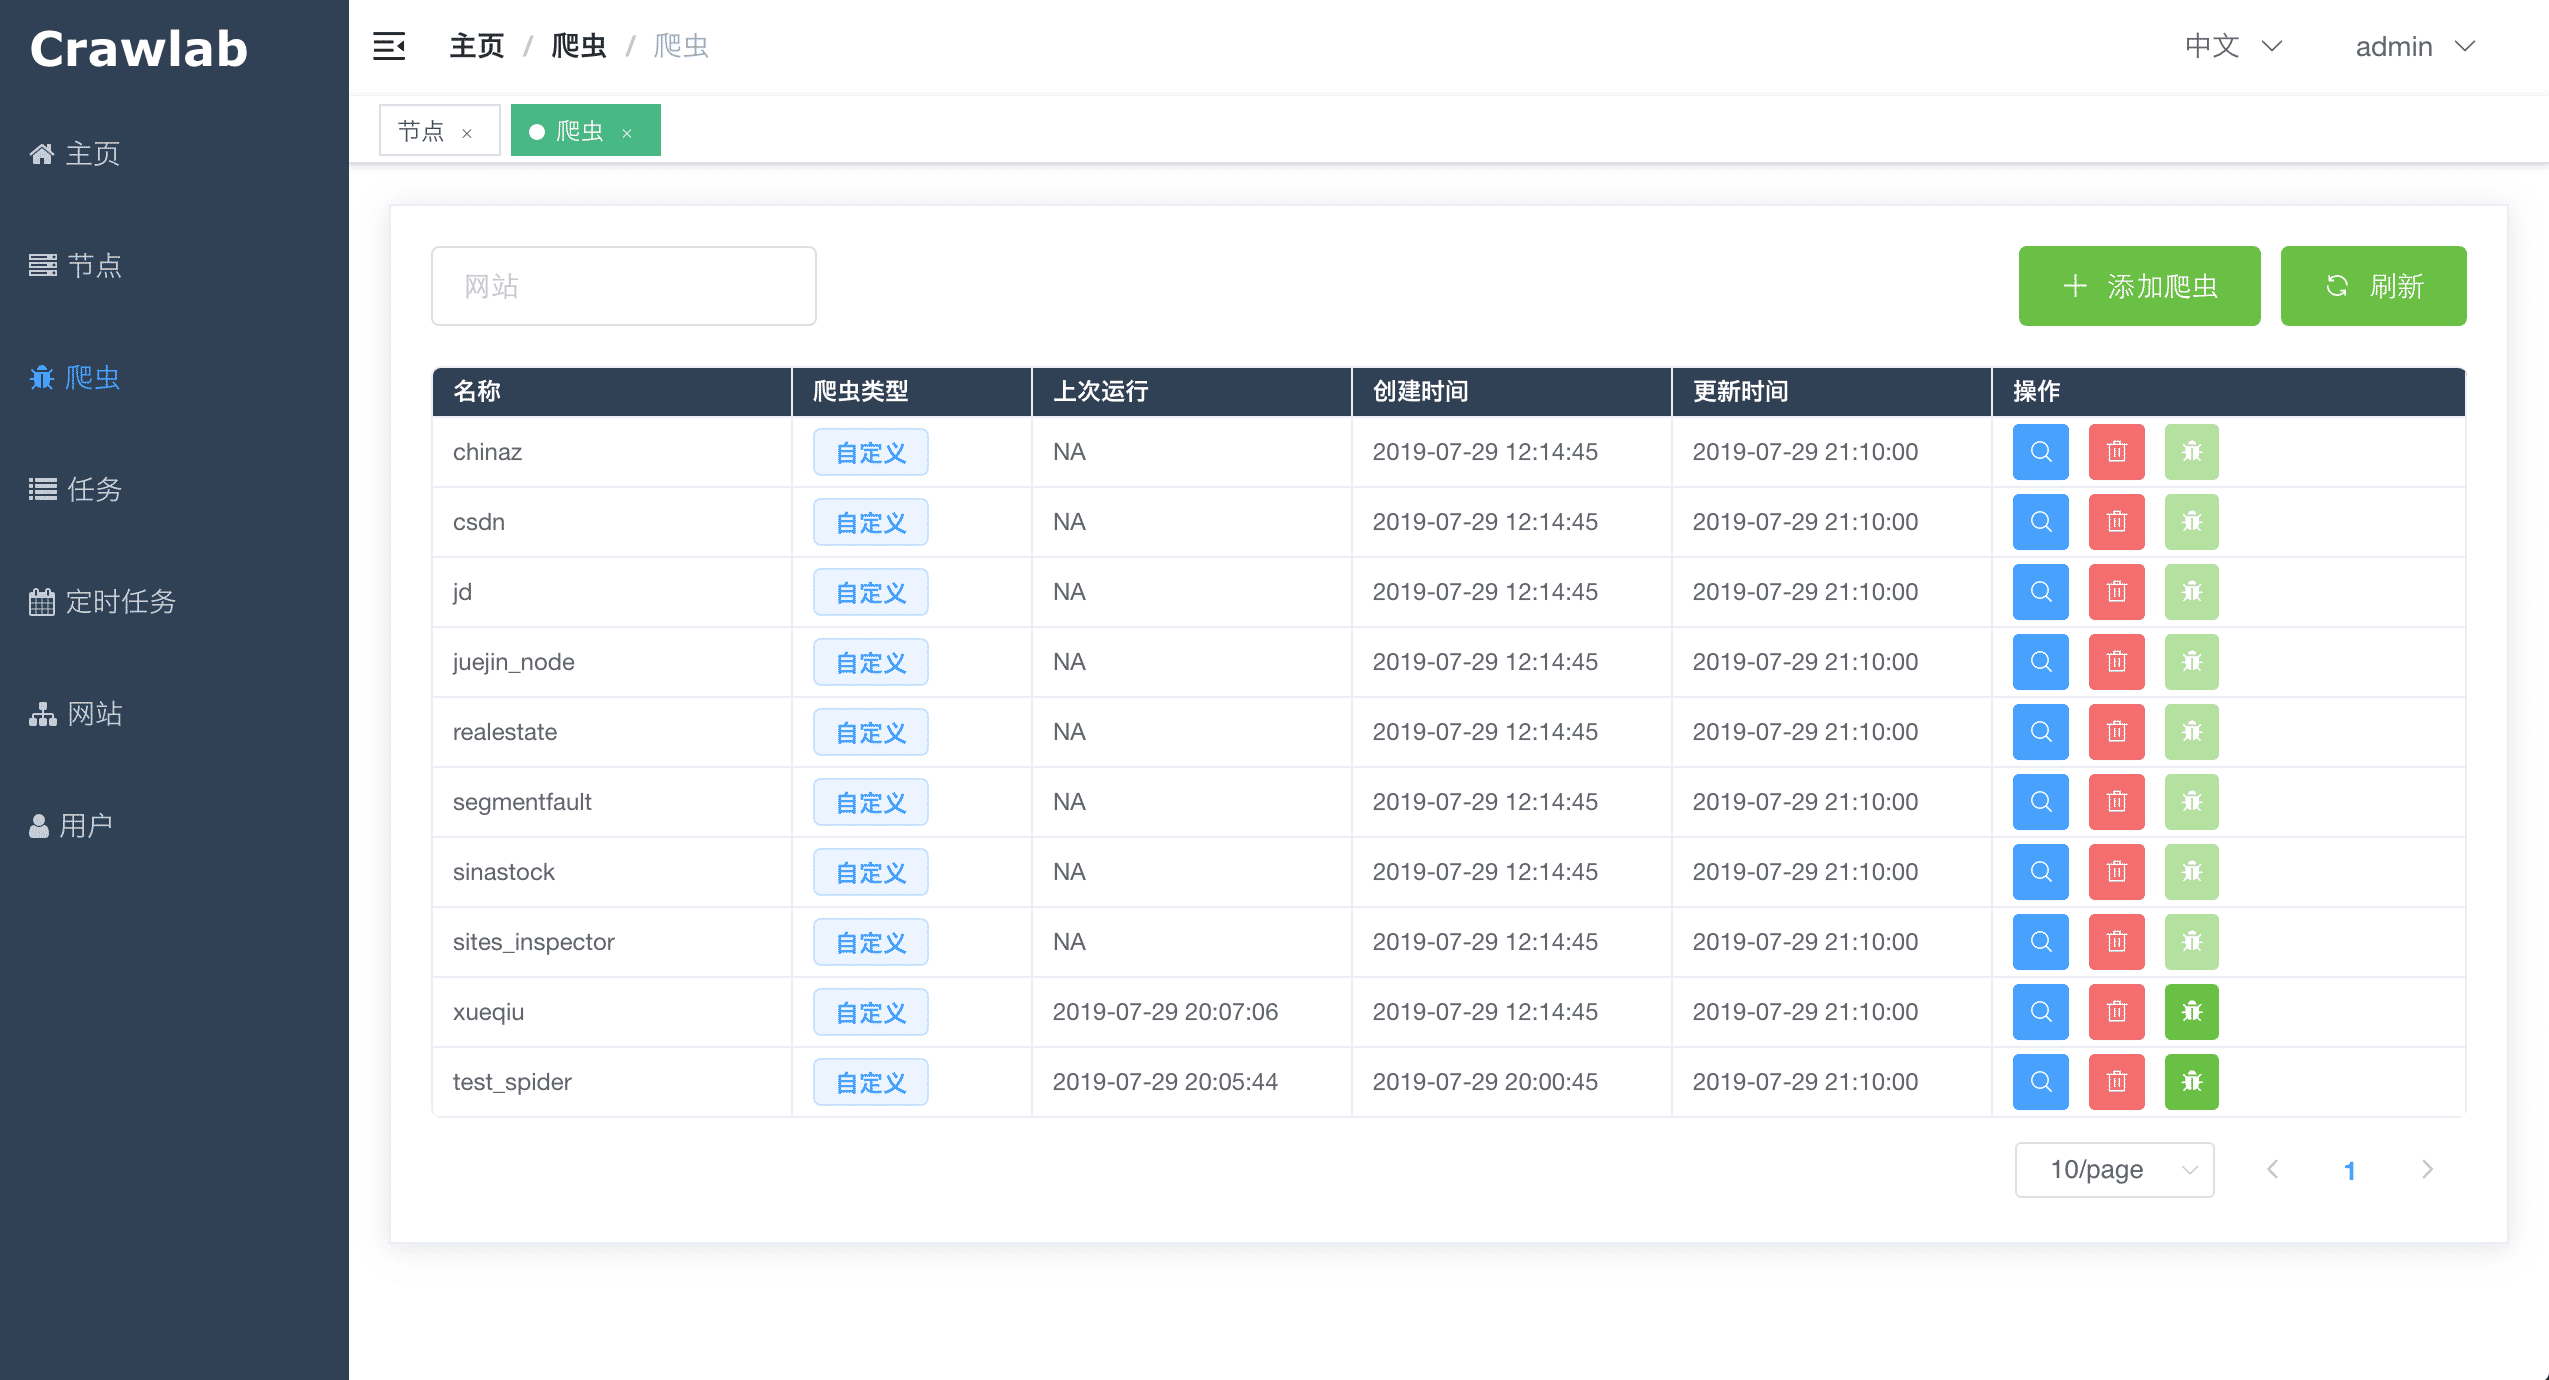 Crawlab
主页
节点
爬虫
任务
定时任务
网站
用户
主页 / 爬虫 / 爬虫
中文 admin
节点 × 爬虫 ×
网站 添加爬虫 刷新
名称 爬虫类型 上次运行 创建时间 更新时间 操作
chinaz 自定义 NA 2019-07-29 12:14:45 2019-07-29 21:10:00
csdn 自定义 NA 2019-07-29 12:14:45 2019-07-29 21:10:00
jd 自定义 NA 2019-07-29 12:14:45 2019-07-29 21:10:00
juejin_node 自定义 NA 2019-07-29 12:14:45 2019-07-29 21:10:00
realestate 自定义 NA 2019-07-29 12:14:45 2019-07-29 21:10:00
segmentfault 自定义 NA 2019-07-29 12:14:45 2019-07-29 21:10:00
sinastock 自定义 NA 2019-07-29 12:14:45 2019-07-29 21:10:00
sites_inspector 自定义 NA 2019-07-29 12:14:45 2019-07-29 21:10:00
xueqiu 自定义 2019-07-29 20:07:06 2019-07-29 12:14:45 2019-07-29 21:10:00
test_spider 自定义 2019-07-29 20:05:44 2019-07-29 20:00:45 2019-07-29 21:10:00
10/page 1